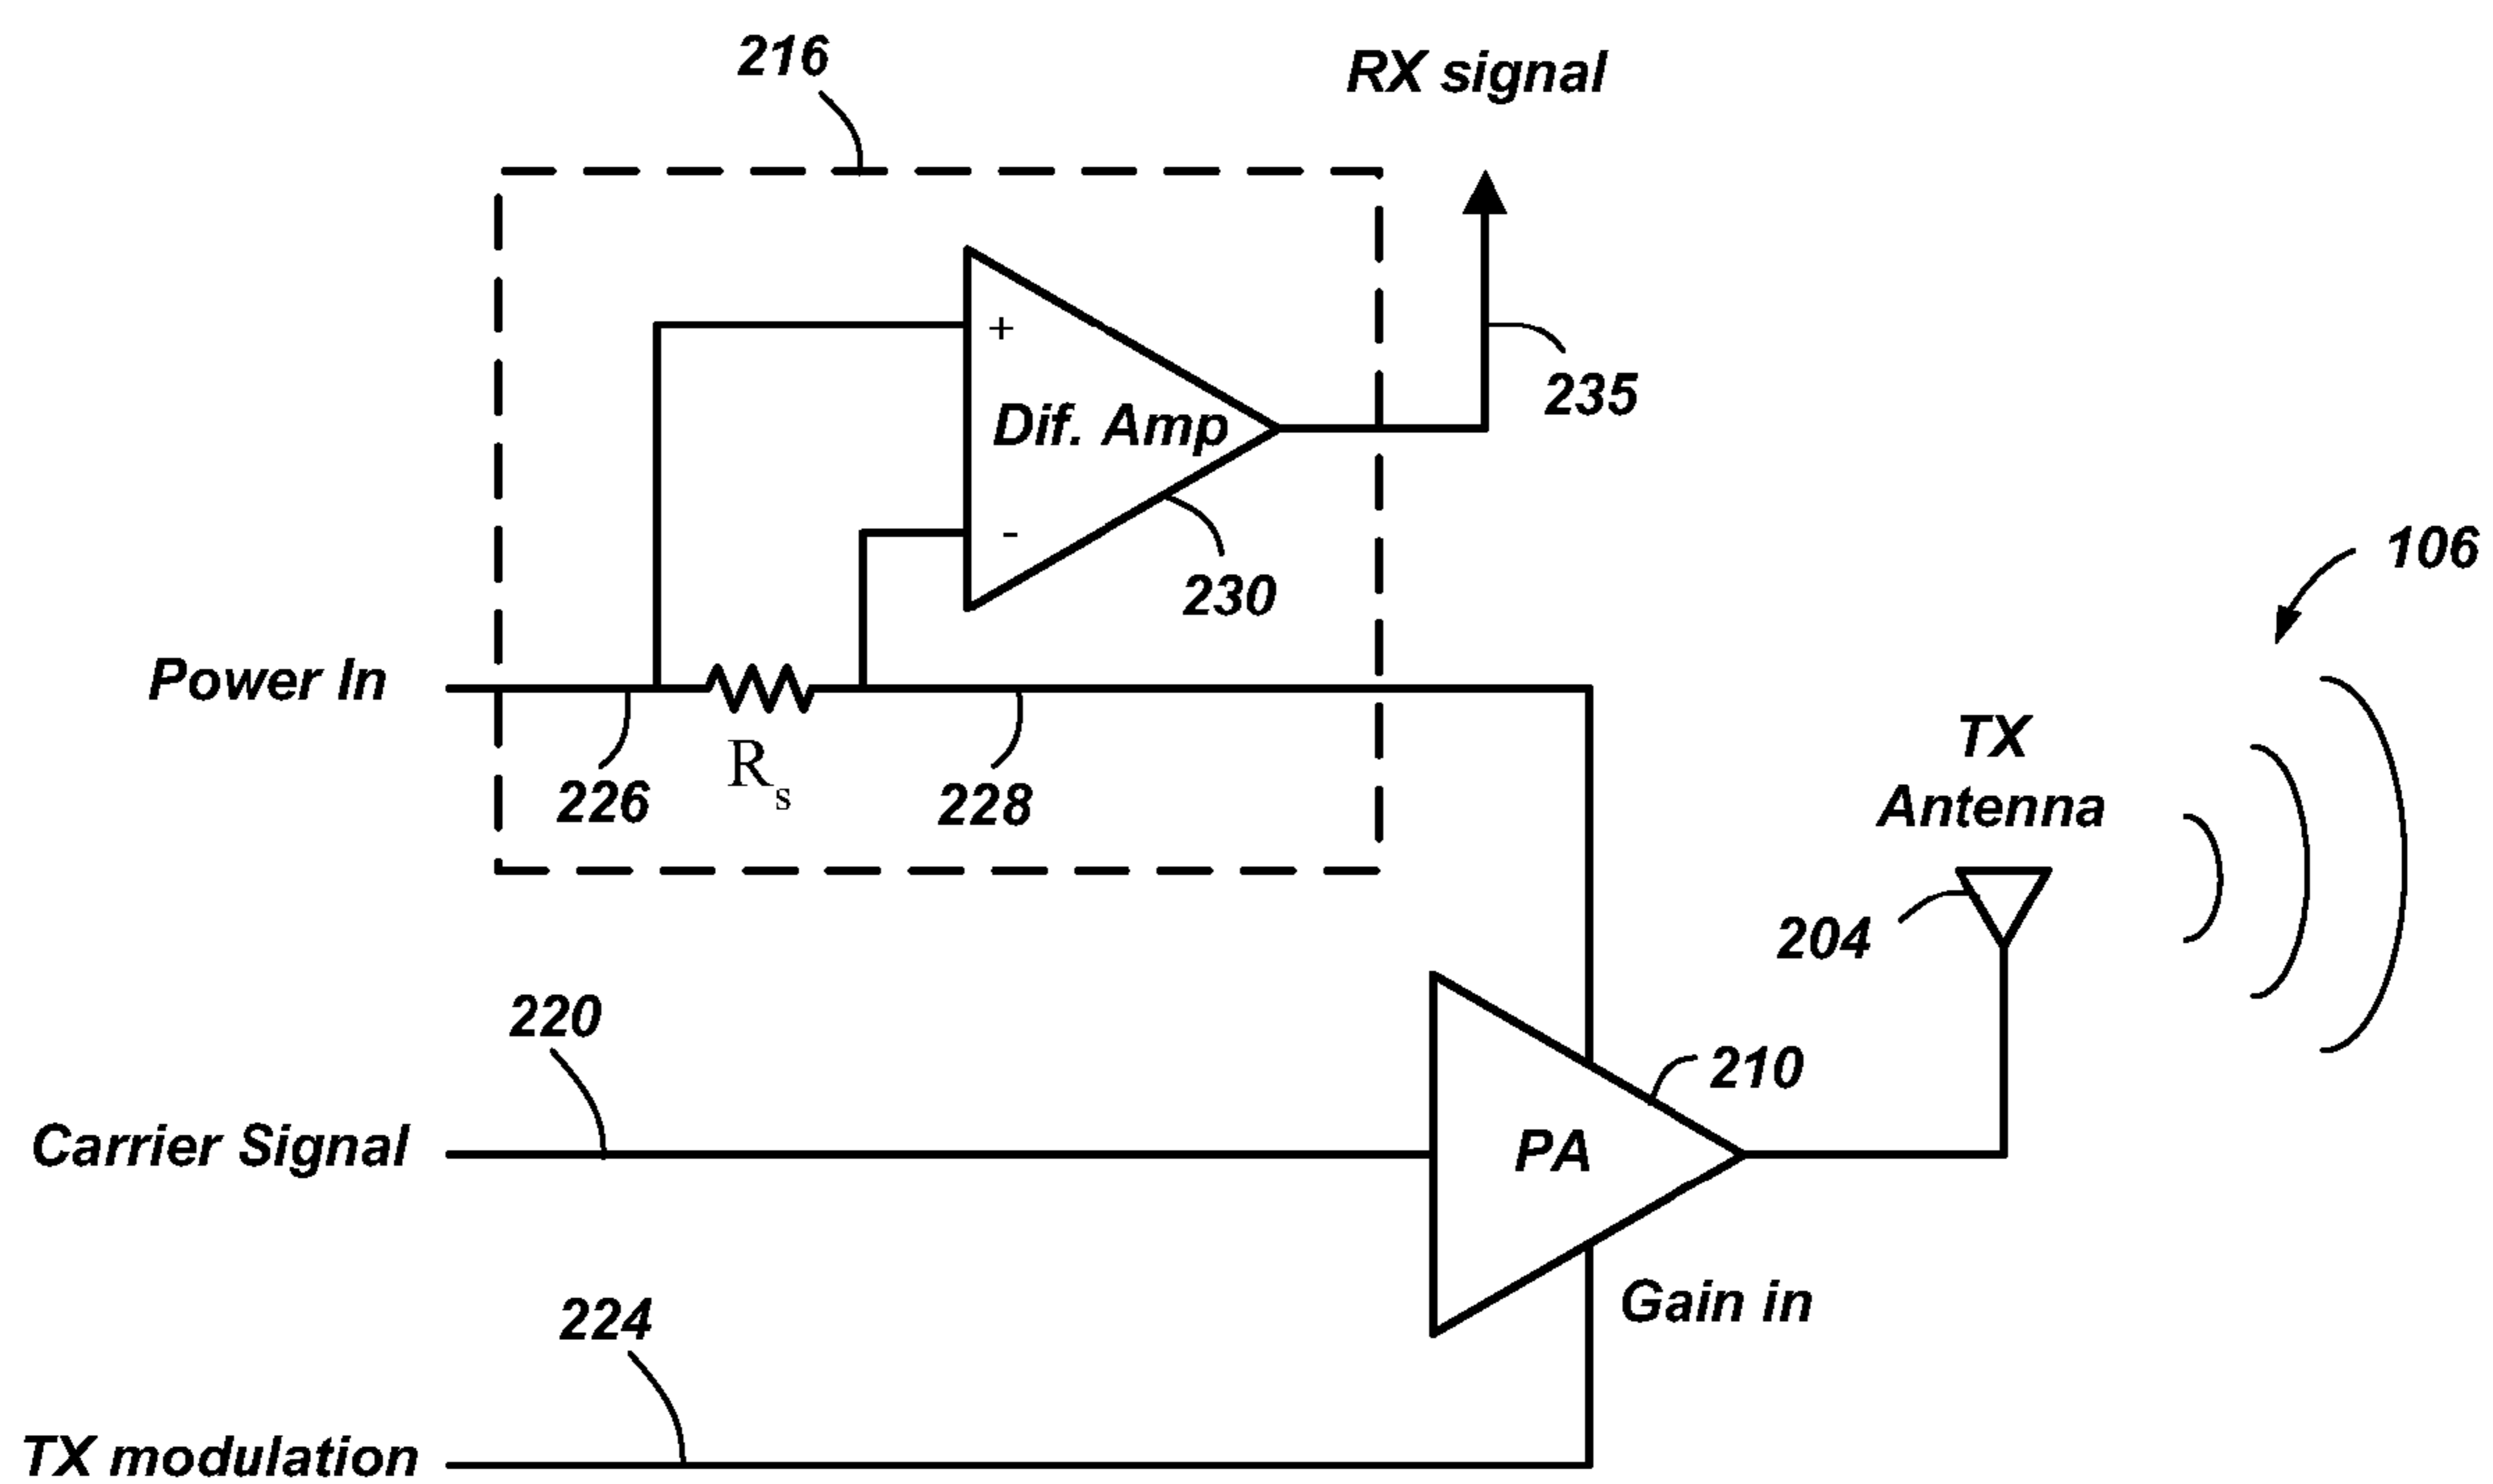 216
RX signal
+
Dif. Amp
235
-
230
106
Power In
226
Rs
228
TX
Antenna
204
220
210
Carrier Signal
PA
224
Gain in
TX modulation